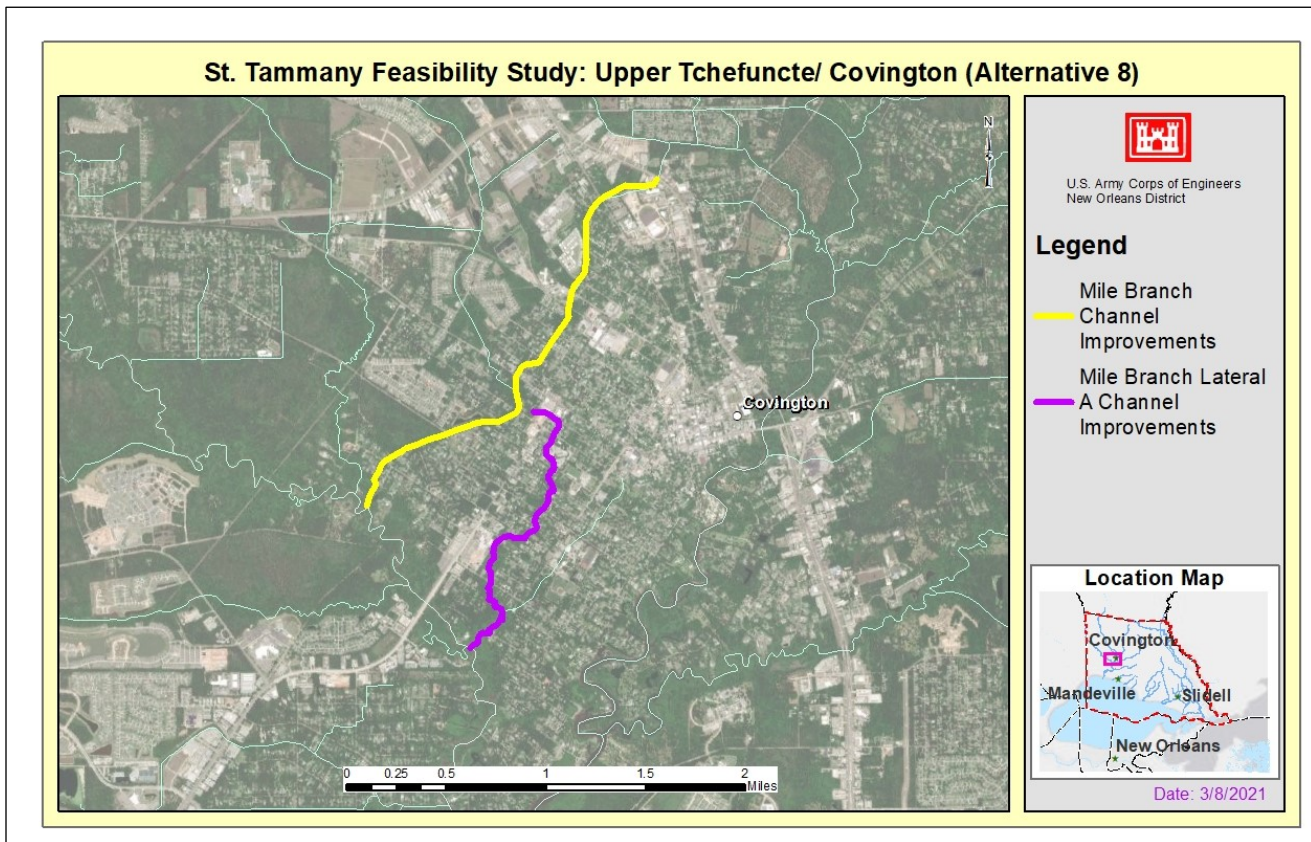 St. Tammany Feasibility Study: Upper Tchefuncte/ Covington (Alternative 8)
N
Covington
0 0.25 0.5 1 1.5 2
Miles
U.S. Army Corps of Engineers
New Orleans District
Legend
Mile Branch
Channel
Improvements
Mile Branch Lateral
A Channel
Improvements
Location Map
Covington
Mandeville
Slidell
New Orleans
Date: 3/8/2021